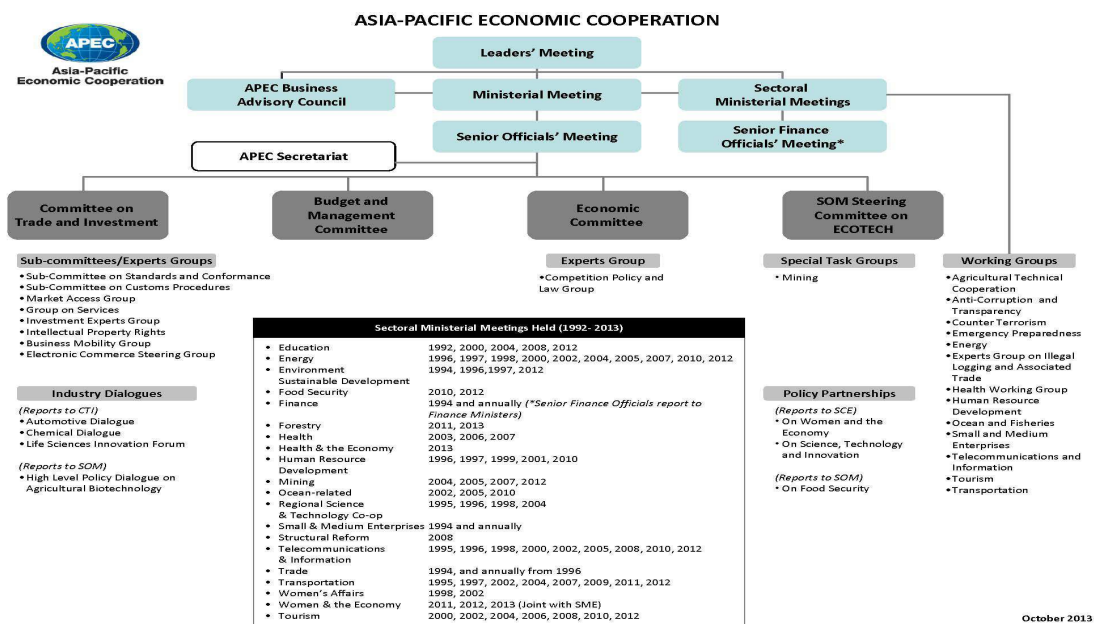 ASIA-PACIFIC ECONOMIC COOPERATION
APEC
Asia-Pacific
Economic Cooperation
Leaders' Meeting
APEC Business
Advisory Council
Ministerial Meeting
Sectoral
Ministerial Meetings
Senior Officials' Meeting
Senior Finance
Officials' Meeting*
APEC Secretariat
Committee on
Trade and Investment
Budget and
Management
Committee
Economic
Committee
SOM Steering
Committee on
ECOTECH
Sub-committees/Experts Groups
•Sub-Committee on Standards and Conformance
•Sub-Committee on Customs Procedures
•Market Access Group
•Group on Services
•Investment Experts Group
•Intellectual Property Rights
•Business Mobility Group
•Electronic Commerce Steering Group
Industry Dialogues
(Reports to CTI)
•Automotive Dialogue
•Chemical Dialogue
•Life Sciences Innovation Forum
(Reports to SOM)
•High Level Policy Dialogue on
Agricultural Biotechnology
Experts Group
•Competition Policy and
Law Group
Special Task Groups
• Mining
Policy Partnerships
(Reports to SCE)
• On Women and the
Economy
• On Science, Technology
and Innovation
(Reports to SOM)
• On Food Security
Working Groups
•Agricultural Technical
Cooperation
•Anti-Corruption and
Transparency
•Counter Terrorism
•Emergency Preparedness
•Energy
•Experts Group on Illegal
Logging and Associated
Trade
•Health Working Group
•Human Resource
Development
•Ocean and Fisheries
•Small and Medium
Enterprises
•Telecommunications and
Information
•Tourism
•Transportation
Sectoral Ministerial Meetings Held (1992- 2013)
• Education 1992, 2000, 2004, 2008, 2012
• Energy 1996, 1997, 1998, 2000, 2002, 2004, 2005, 2007, 2010, 2012
• Environment 1994, 1996,1997, 2012
Sustainable Development
• Food Security 2010, 2012
• Finance 1994 and annually (*Senior Finance Officials report to
Finance Ministers)
• Forestry 2011, 2013
• Health 2003, 2006, 2007
• Health & the Economy 2013
• Human Resource 1996, 1997, 1999, 2001, 2010
Development
• Mining 2004, 2005, 2007, 2012
• Ocean-related 2002, 2005, 2010
• Regional Science 1995, 1996, 1998, 2004
& Technology Co-op
• Small & Medium Enterprises 1994 and annually
• Structural Reform 2008
• Telecommunications 1995, 1996, 1998, 2000, 2002, 2005, 2008, 2010, 2012
& Information
• Trade 1994, and annually from 1996
• Transportation 1995, 1997, 2002, 2004, 2007, 2009, 2011, 2012
• Women's Affairs 1998, 2002
• Women & the Economy 2011, 2012, 2013 (Joint with SME)
• Tourism 2000, 2002, 2004, 2006, 2008, 2010, 2012
October 2013